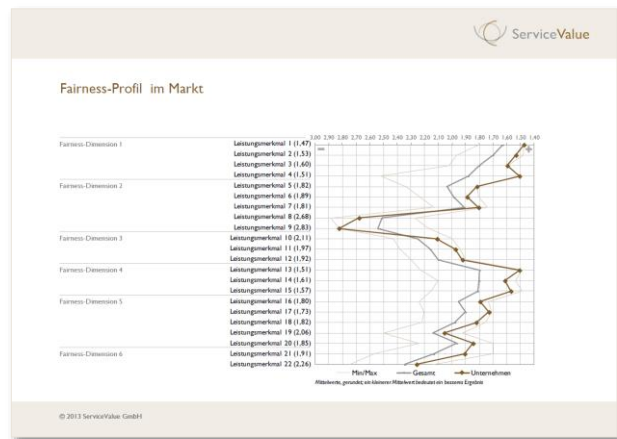 ServiceValue
Fairness-Profil im Markt
3,00 2,90 2,80 2,70 2,60 2,50 2,40 2,30 2,20 2,10 2,00 1,90 1,80 1,70 1,60 1,50 1,40
Fairness-Dimension 1 Leistungsmerkmal 1 (1,47) − +
Leistungsmerkmal 2 (1,53)
Leistungsmerkmal 3 (1,60)
Leistungsmerkmal 4 (1,51)
Fairness-Dimension 2 Leistungsmerkmal 5 (1,82)
Leistungsmerkmal 6 (1,89)
Leistungsmerkmal 7 (1,81)
Leistungsmerkmal 8 (2,68)
Leistungsmerkmal 9 (2,83)
Fairness-Dimension 3 Leistungsmerkmal 10 (2,11)
Leistungsmerkmal 11 (1,97)
Leistungsmerkmal 12 (1,92)
Fairness-Dimension 4 Leistungsmerkmal 13 (1,51)
Leistungsmerkmal 14 (1,61)
Leistungsmerkmal 15 (1,57)
Fairness-Dimension 5 Leistungsmerkmal 16 (1,80)
Leistungsmerkmal 17 (1,73)
Leistungsmerkmal 18 (1,82)
Leistungsmerkmal 19 (2,06)
Leistungsmerkmal 20 (1,85)
Fairness-Dimension 6 Leistungsmerkmal 21 (1,91)
Leistungsmerkmal 22 (2,26)
Min/Max Gesamt Unternehmen
Mittelwerte, gerundet; ein kleinerer Mittelwert bedeutet ein besseres Ergebnis
© 2013 ServiceValue GmbH